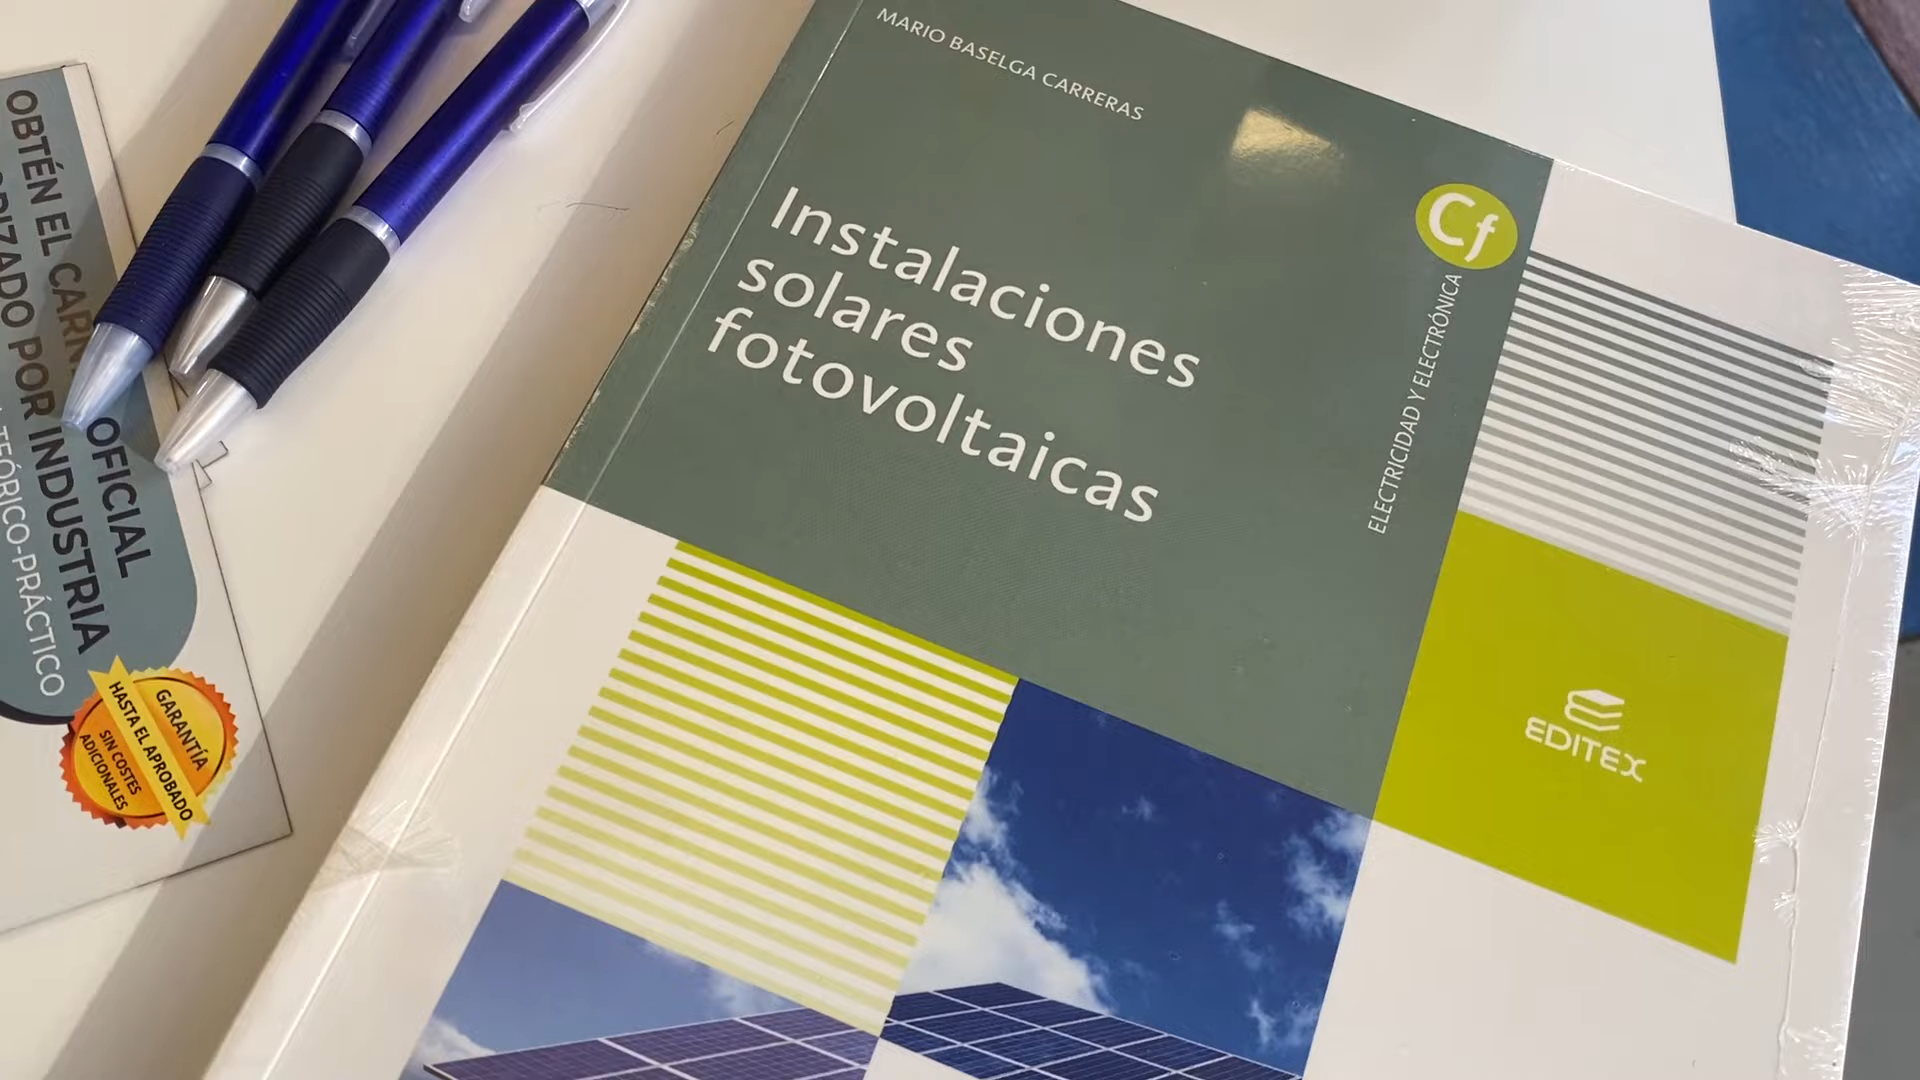 MARIO BASELGA CARRERAS
Instalaciones
solares
fotovoltaicas
Cf
ELECTRICIDAD Y ELECTRÓNICA
EDITEX
OBTÉN EL CARN OFICIAL
POR INDUSTRIA
TEÓRICO-PRÁCTICO
GARANTÍA
HASTA EL APROBADO
SIN COSTES
ADICIONALES